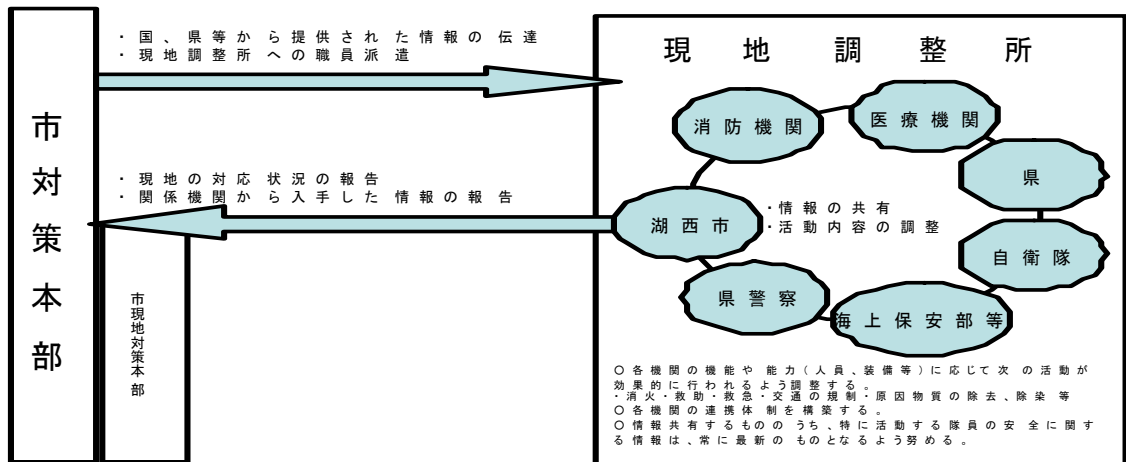 ・国、県等から提供された情報の伝達
・現地調整所への職員派遣
現地調整所
市対策本部
消防機関
医療機関
県
・現地の対応状況の報告
・関係機関から入手した情報の報告
湖西市
・情報の共有
・活動内容の調整
自衛隊
県警察
海上保安部等
市現地対策本部
〇各機関の機能や能力(人員、装備等)に応じて次の活動が
効果的に行われるよう調整する。
・消火・救助・救急・交通の規制・原因物質の除去、除染等
〇各機関の連携体制を構築する。
〇情報共有するもののうち、特に活動する隊員の安全に関す
る情報は、常に最新のものとなるよう努める。